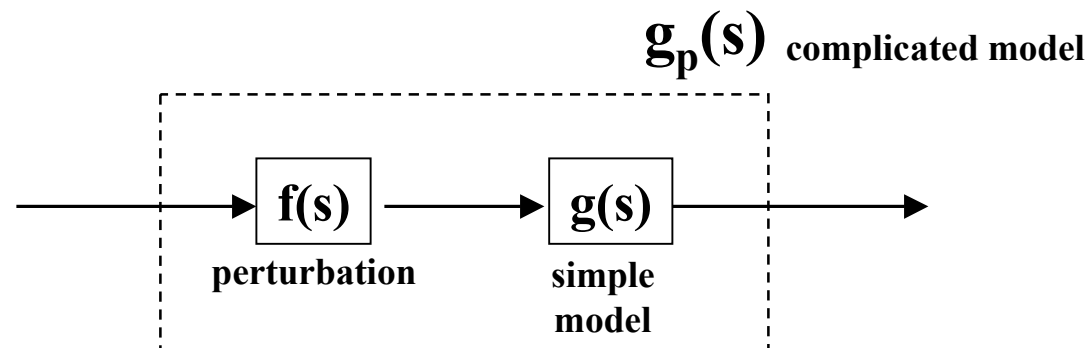 gp(s) complicated model
f(s)
g(s)
perturbation
simple
model